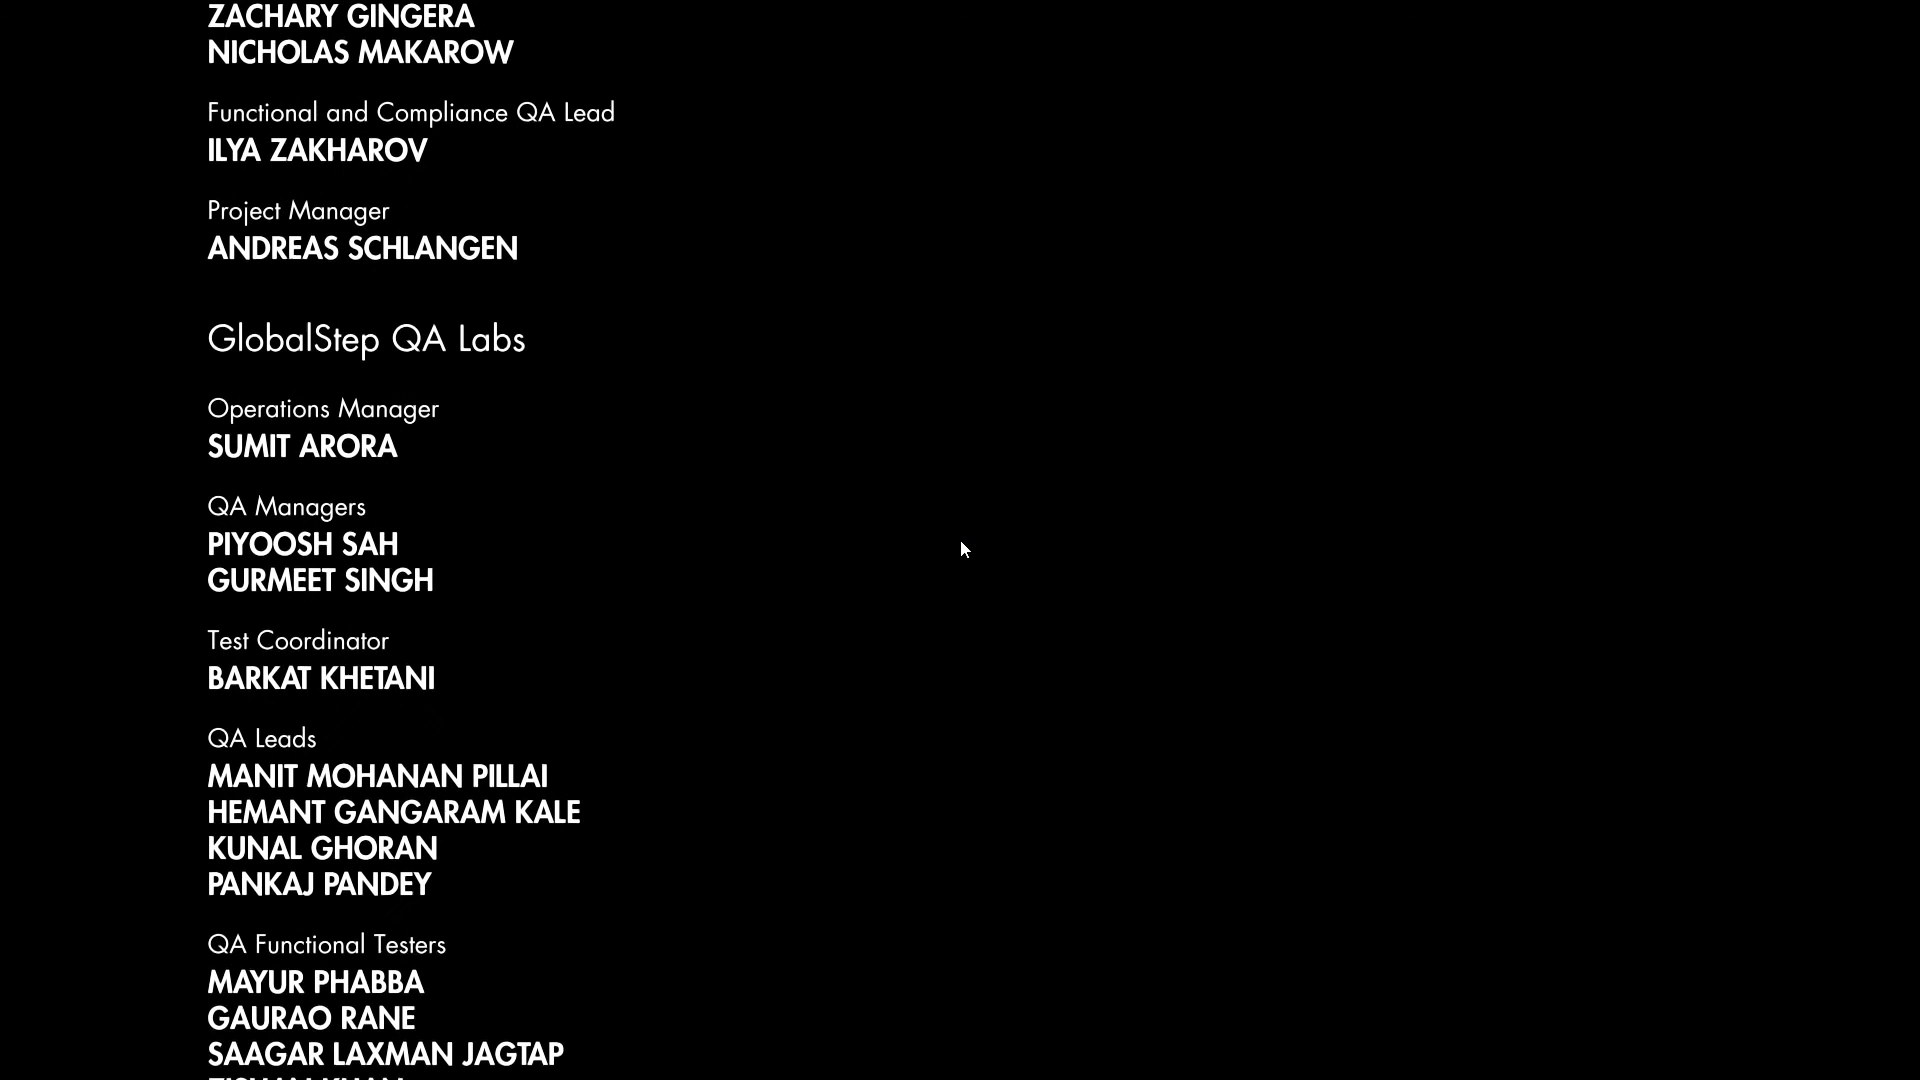 ZACHARY GINGERA
NICHOLAS MAKAROW
Functional and Compliance QA Lead
ILYA ZAKHAROV
Project Manager
ANDREAS SCHLANGEN
GlobalStep QA Labs
Operations Manager
SUMIT ARORA
QA Managers
PIYOOSH SAH
GURMEET SINGH
Test Coordinator
BARKAT KHETANI
QA Leads
MANIT MOHANAN PILLAI
HEMANT GANGARAM KALE
KUNAL GHORAN
PANKAJ PANDEY
QA Functional Testers
MAYUR PHABBA
GAURAO RANE
SAAGAR LAXMAN JAGTAP